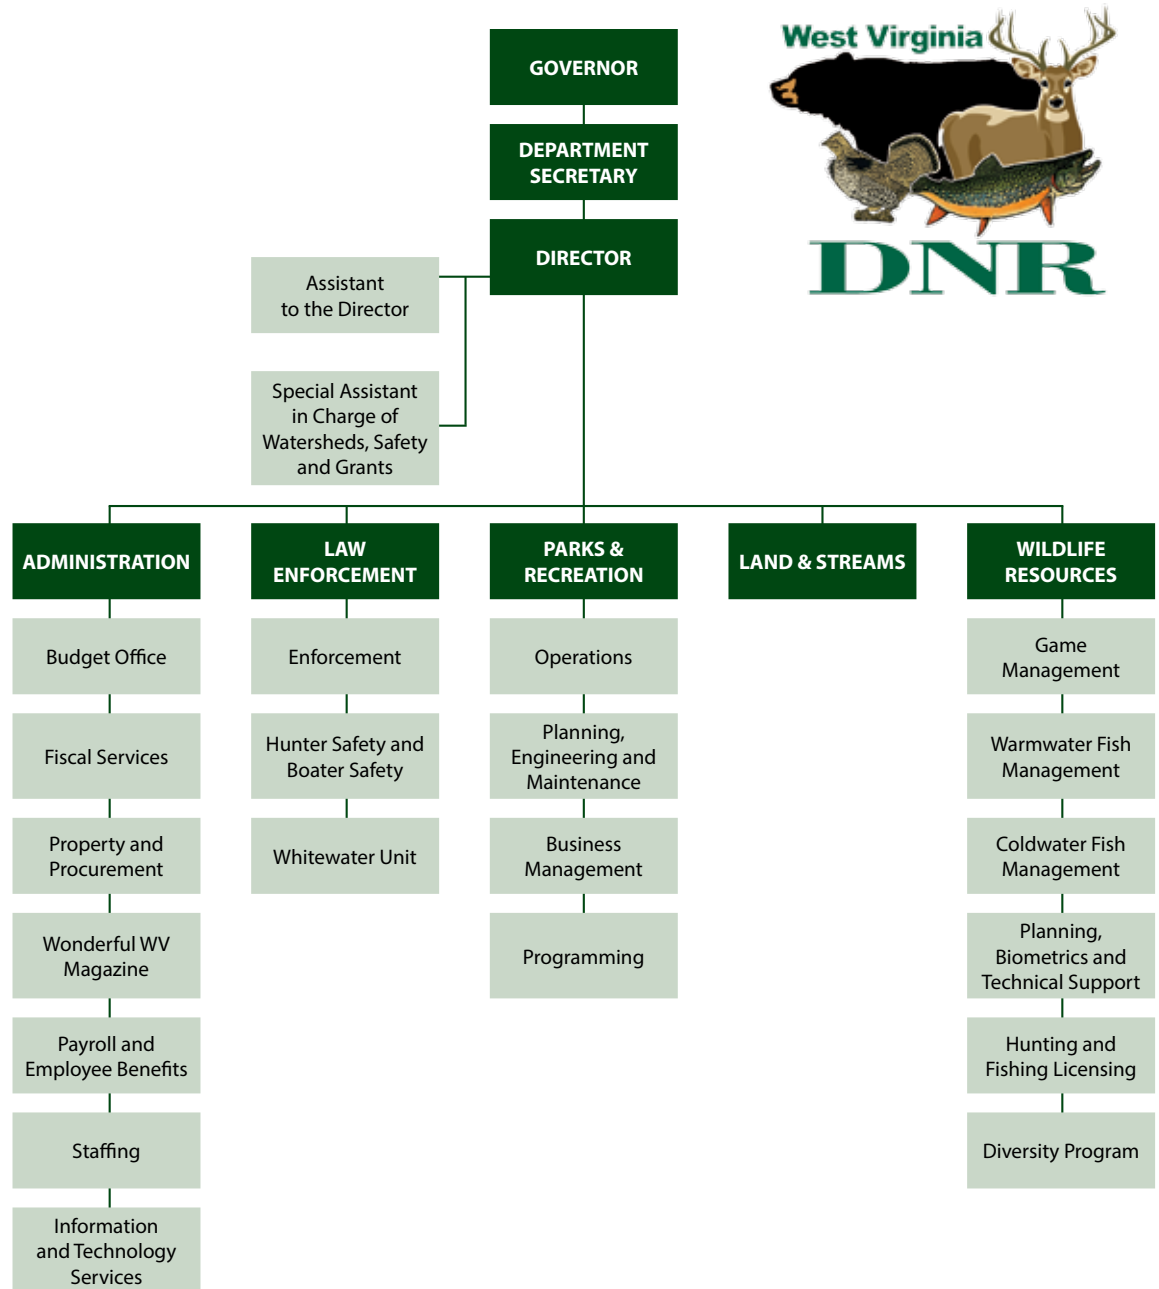 West Virginia
DNR
GOVERNOR
DEPARTMENT
SECRETARY
DIRECTOR
Assistant
to the Director
Special Assistant
in Charge of
Watersheds, Safety
and Grants
ADMINISTRATION
Budget Office
Fiscal Services
Property and
Procurement
Wonderful WV
Magazine
Payroll and
Employee Benefits
Staffing
Information
and Technology
Services
LAW
ENFORCEMENT
Enforcement
Hunter Safety and
Boater Safety
Whitewater Unit
PARKS &
RECREATION
Operations
Planning,
Engineering and
Maintenance
Business
Management
Programming
LAND & STREAMS
WILDLIFE
RESOURCES
Game
Management
Warmwater Fish
Management
Coldwater Fish
Management
Planning,
Biometrics and
Technical Support
Hunting and
Fishing Licensing
Diversity Program